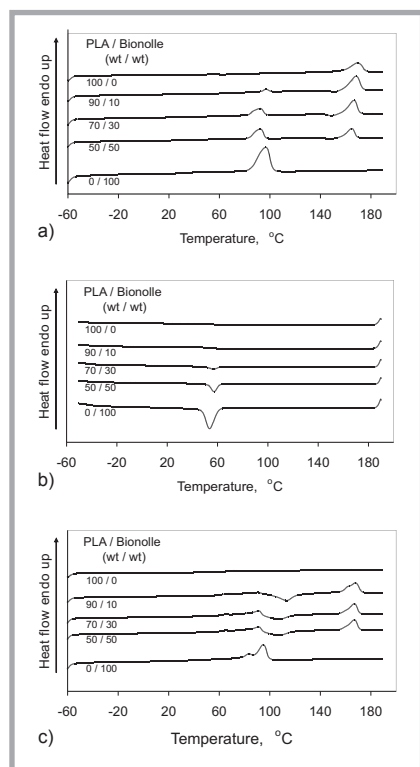 Heat flow endo up
PLA / Bionolle
(wt / wt)
100 / 0
90 / 10
70 / 30
50 / 50
0 / 100
-60 -20 20 60 100 140 180
a)
Temperature, °C
Heat flow endo up
PLA / Bionolle
(wt / wt)
100 / 0
90 / 10
70 / 30
50 / 50
0 / 100
-60 -20 20 60 100 140 180
b)
Temperature, °C
Heat flow endo up
PLA / Bionolle
(wt / wt)
100 / 0
90 / 10
70 / 30
50 / 50
0 / 100
-60 -20 20 60 100 140 180
c)
Temperature, °C